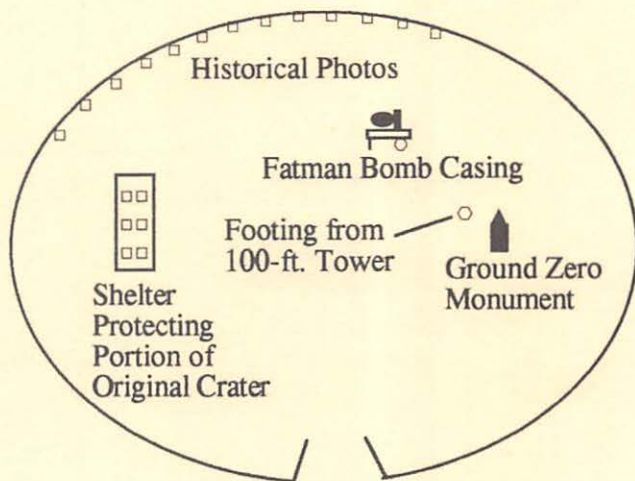 Historical Photos
Fatman Bomb Casing
Footing from
100-ft. Tower
Ground Zero
Monument
Shelter
Protecting
Portion of
Original Crater